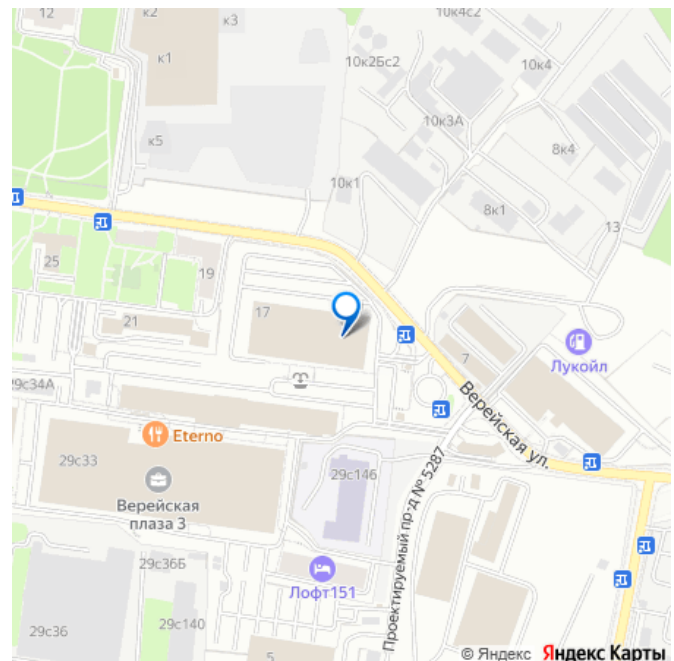 12
к2
к3
10к4с2
к1
10к2Бс2
10к4
10к3А
к5
8к4
10к1
8к1
13
25
19
17
21
7
Лукойл
29с34А
Верейская ул.
Eterno
29с33
29с146
Верейская
плаза 3
Проектируемый пр-д № 5287
29с36Б
Лофт151
29с36
29с140
5
© Яндекс Яндекс Карты